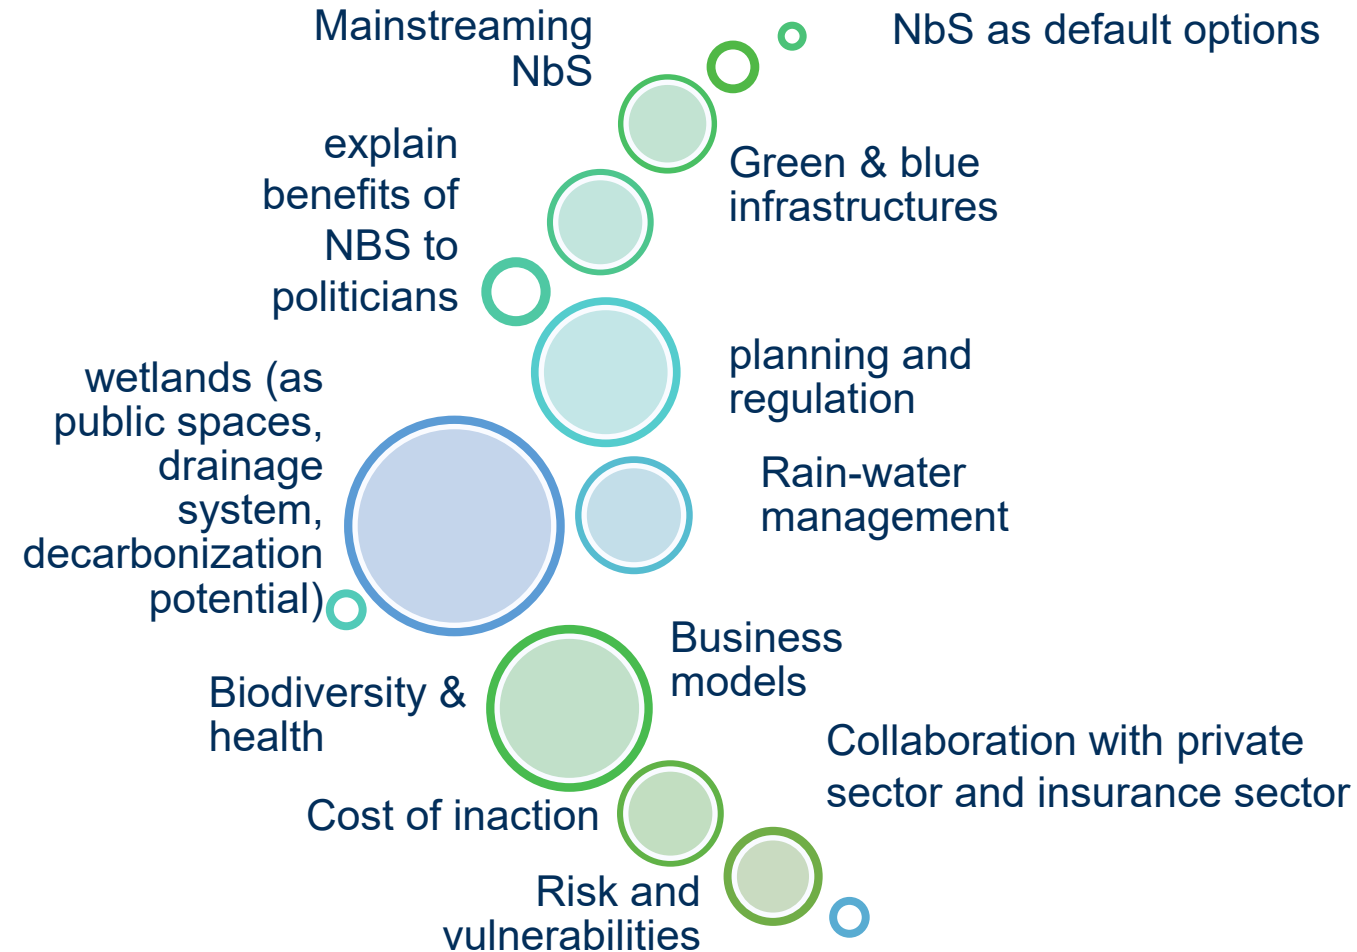 Mainstreaming
NbS
NbS as default options
explain
benefits of
NBS to
politicians
Green & blue
infrastructures
planning and
regulation
wetlands (as
public spaces,
drainage
system,
decarbonization
potential)
Rain-water
management
Business
models
Biodiversity &
health
Collaboration with private
sector and insurance sector
Cost of inaction
Risk and
vulnerabilities